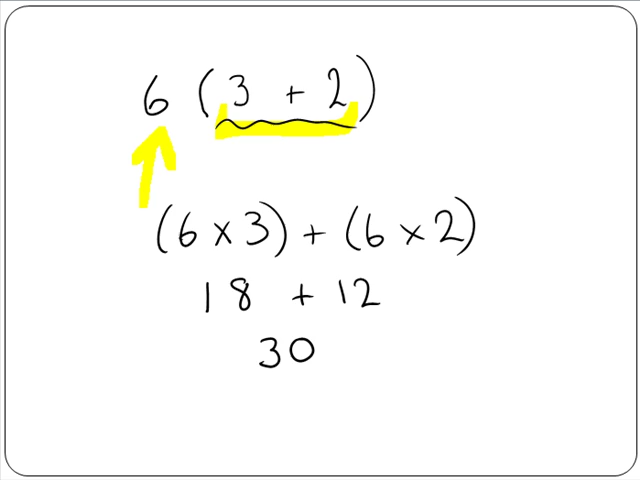 6 (3 + 2)
(6 × 3) + (6 × 2)
18 + 12
30